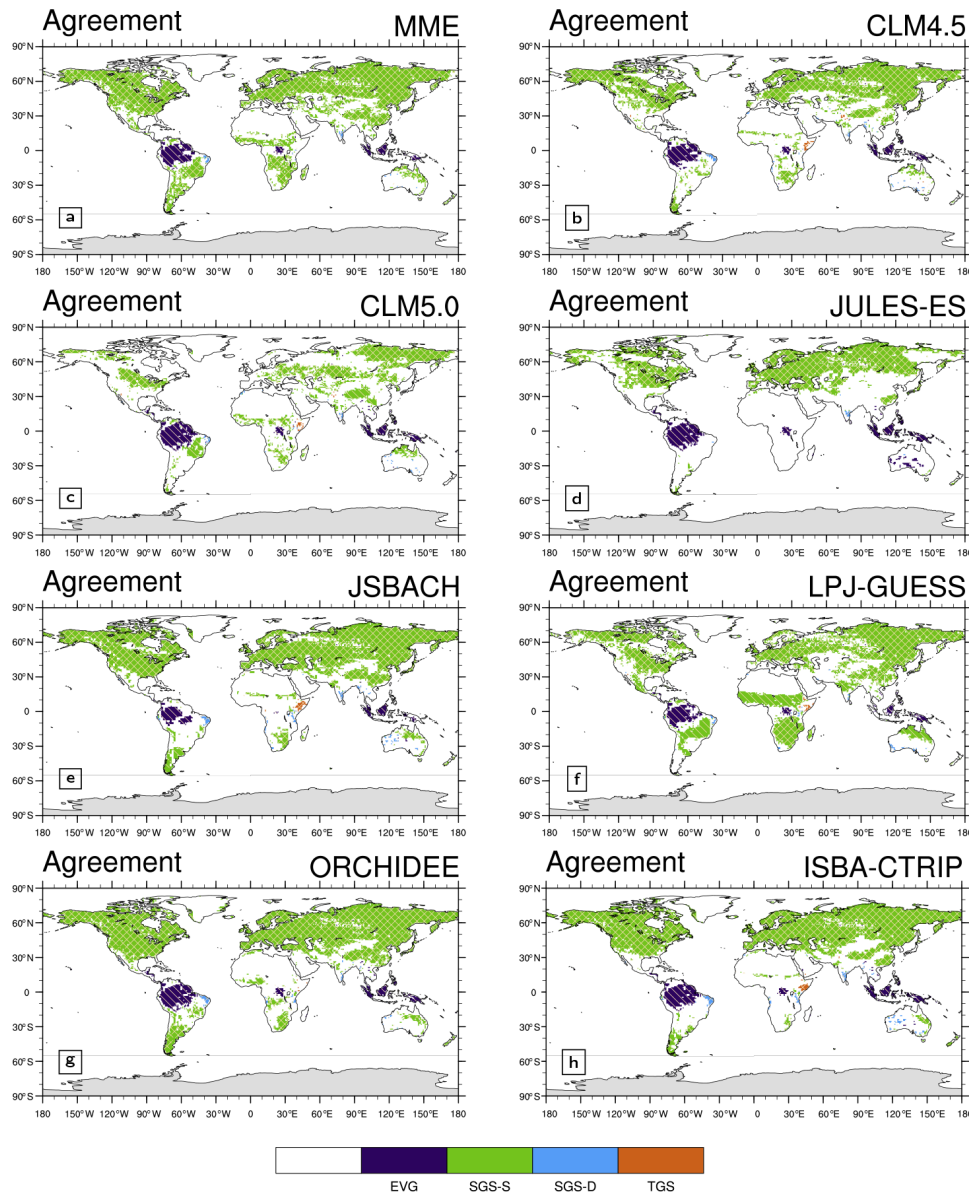 Agreement MME
90°N
60°N
30°N
0
30°S
60°S
90°S
a
180 150°W 120°W 90°W 60°W 30°W 0 30°E 60°E 90°E 120°E 150°E 180
Agreement CLM4.5
90°N
60°N
30°N
0
30°S
60°S
90°S
b
180 150°W 120°W 90°W 60°W 30°W 0 30°E 60°E 90°E 120°E 150°E 180
Agreement CLM5.0
90°N
60°N
30°N
0
30°S
60°S
90°S
c
180 150°W 120°W 90°W 60°W 30°W 0 30°E 60°E 90°E 120°E 150°E 180
Agreement JULES-ES
90°N
60°N
30°N
0
30°S
60°S
90°S
d
180 150°W 120°W 90°W 60°W 30°W 0 30°E 60°E 90°E 120°E 150°E 180
Agreement JSBACH
90°N
60°N
30°N
0
30°S
60°S
90°S
e
180 150°W 120°W 90°W 60°W 30°W 0 30°E 60°E 90°E 120°E 150°E 180
Agreement LPJ-GUESS
90°N
60°N
30°N
0
30°S
60°S
90°S
f
180 150°W 120°W 90°W 60°W 30°W 0 30°E 60°E 90°E 120°E 150°E 180
Agreement ORCHIDEE
90°N
60°N
30°N
0
30°S
60°S
90°S
g
180 150°W 120°W 90°W 60°W 30°W 0 30°E 60°E 90°E 120°E 150°E 180
Agreement ISBA-CTRIP
90°N
60°N
30°N
0
30°S
60°S
90°S
h
180 150°W 120°W 90°W 60°W 30°W 0 30°E 60°E 90°E 120°E 150°E 180
EVG SGS-S SGS-D TGS